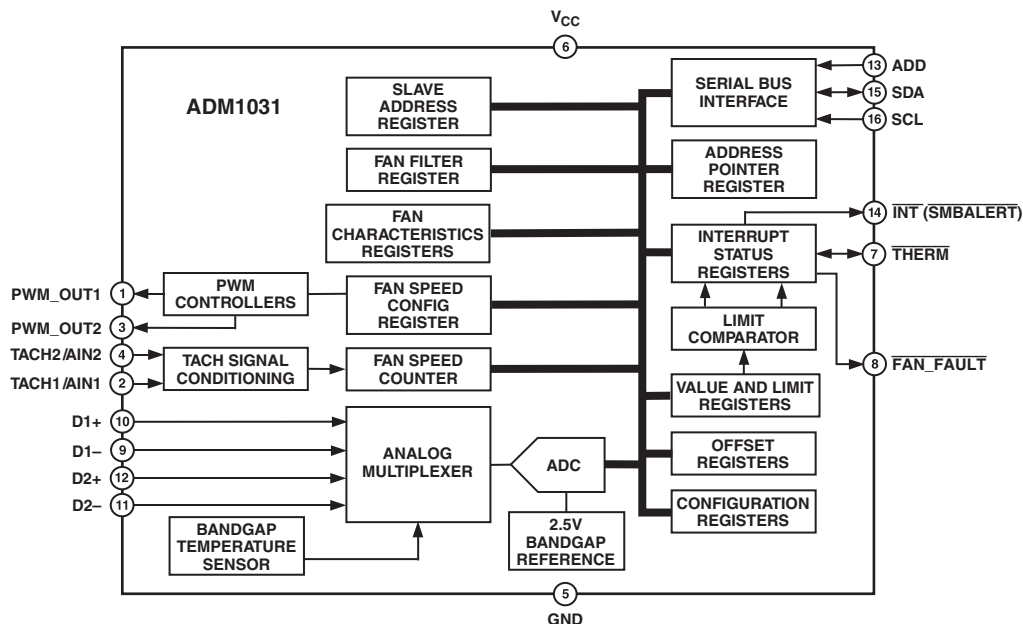 VCC
6
ADM1031
SLAVE
ADDRESS
REGISTER
FAN FILTER
REGISTER
FAN
CHARACTERISTICS
REGISTERS
FAN SPEED
CONFIG
REGISTER
FAN SPEED
COUNTER
PWM
CONTROLLERS
TACH SIGNAL
CONDITIONING
PWM_OUT1
1
PWM_OUT2
3
TACH2/AIN2
4
TACH1/AIN1
2
D1+
10
D1–
9
D2+
12
D2–
11
ANALOG
MULTIPLEXER
BANDGAP
TEMPERATURE
SENSOR
ADC
2.5V
BANDGAP
REFERENCE
SERIAL BUS
INTERFACE
ADDRESS
POINTER
REGISTER
INTERRUPT
STATUS
REGISTERS
LIMIT
COMPARATOR
VALUE AND LIMIT
REGISTERS
OFFSET
REGISTERS
CONFIGURATION
REGISTERS
13 ADD
15 SDA
16 SCL
14 INT (SMBALERT)
7 THERM
8 FAN_FAULT
5
GND